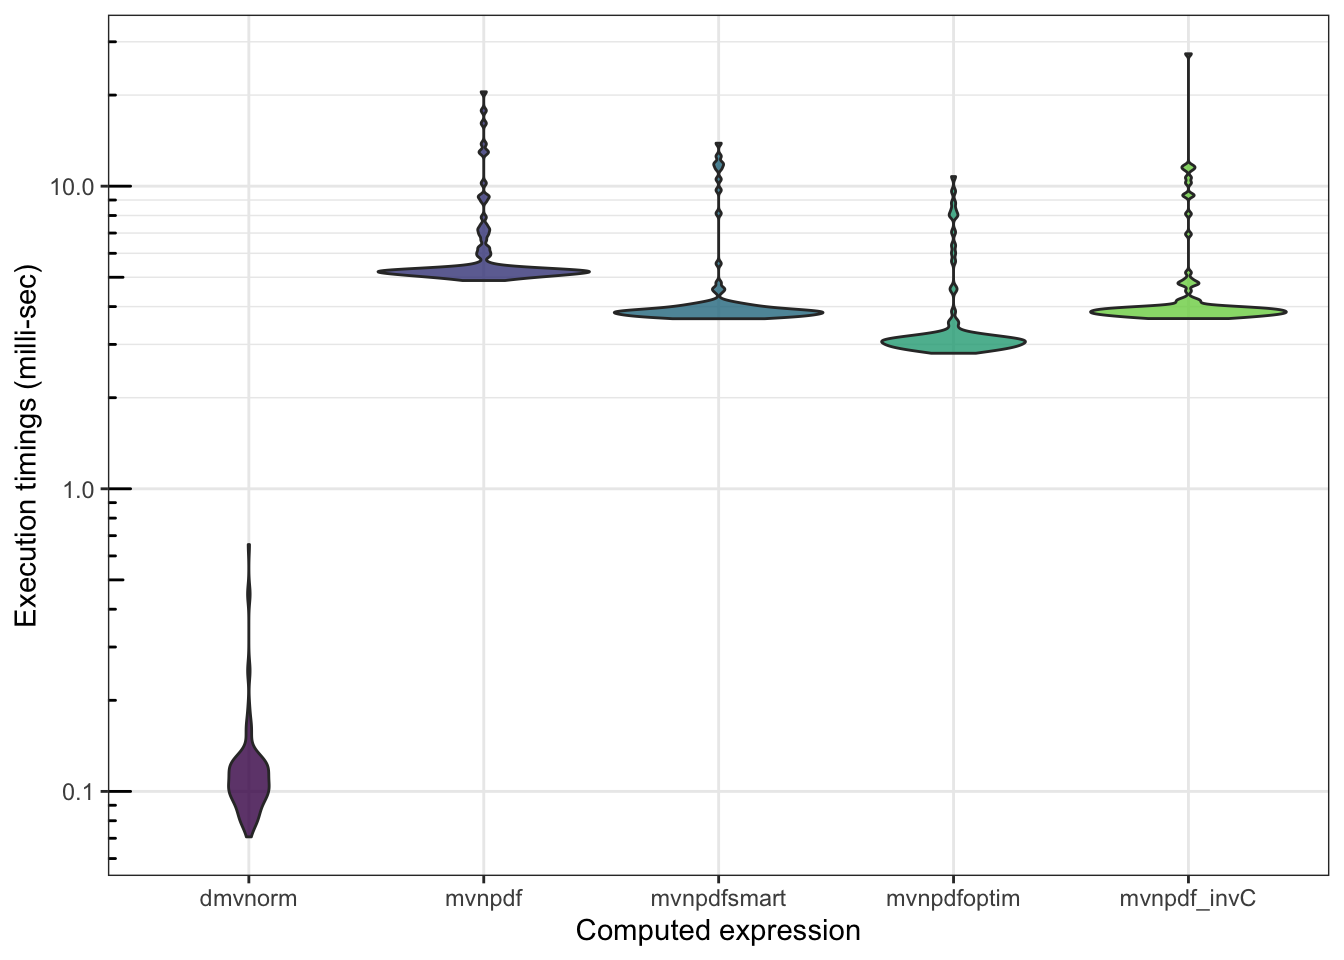 Execution timings (milli-sec)
10.0
1.0
0.1
dmvnorm
mvnpdf
mvnpdfsmart
mvnpdfoptim
mvnpdf_invC
Computed expression